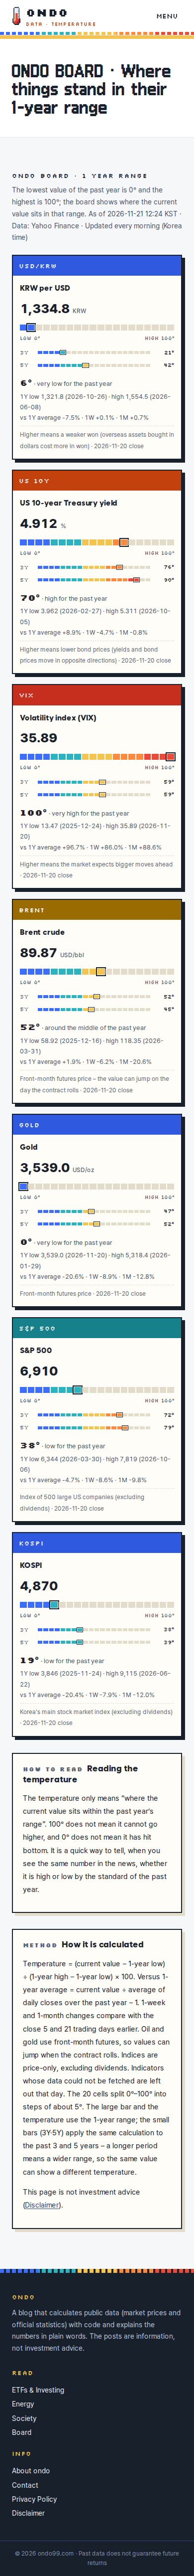 ONDO
DATA · TEMPERATURE
MENU
ONDO BOARD · Where
things stand in their
1-year range
ONDO BOARD · 1 YEAR RANGE
The lowest value of the past year is 0° and the
highest is 100°; the board shows where the current
value sits in that range. As of 2026-11-21 12:24 KST ·
Data: Yahoo Finance · Updated every morning (Korea
time)
USD/KRW
KRW per USD
1,334.8 KRW
LOW 0° HIGH 100°
3Y 21°
5Y 42°
6° · very low for the past year
1Y low 1,321.8 (2026-10-26) · high 1,554.5 (2026-
06-08)
vs 1Y average -7.5% · 1W +0.1% · 1M +0.7%
Higher means a weaker won (overseas assets bought in
dollars cost more in won) · 2026-11-20 close
US 10Y
US 10-year Treasury yield
4.912 %
LOW 0° HIGH 100°
3Y 76°
5Y 90°
70° · high for the past year
1Y low 3.962 (2026-02-27) · high 5.311 (2026-10-
05)
vs 1Y average +8.9% · 1W -4.7% · 1M -0.8%
Higher means lower bond prices (yields and bond
prices move in opposite directions) · 2026-11-20 close
VIX
Volatility index (VIX)
35.89
LOW 0° HIGH 100°
3Y 59°
5Y 59°
100° · very high for the past year
1Y low 13.47 (2025-12-24) · high 35.89 (2026-11-
20)
vs 1Y average +96.7% · 1W +86.0% · 1M +88.6%
Higher means the market expects bigger moves ahead
· 2026-11-20 close
BRENT
Brent crude
89.87 USD/bbl
LOW 0° HIGH 100°
3Y 52°
5Y 45°
52° · around the middle of the past year
1Y low 58.92 (2025-12-16) · high 118.35 (2026-
03-31)
vs 1Y average +1.9% · 1W -6.2% · 1M -20.6%
Front-month futures price – the value can jump on the
day the contract rolls · 2026-11-20 close
GOLD
Gold
3,539.0 USD/oz
LOW 0° HIGH 100°
3Y 47°
5Y 52°
0° · very low for the past year
1Y low 3,539.0 (2026-11-20) · high 5,318.4 (2026-
01-29)
vs 1Y average -20.6% · 1W -8.9% · 1M -12.8%
Front-month futures price · 2026-11-20 close
S&P 500
S&P 500
6,910
LOW 0° HIGH 100°
3Y 72°
5Y 79°
38° · low for the past year
1Y low 6,344 (2026-03-30) · high 7,819 (2026-10-
06)
vs 1Y average -4.7% · 1W -8.6% · 1M -9.8%
Index of 500 large US companies (excluding
dividends) · 2026-11-20 close
KOSPI
KOSPI
4,870
LOW 0° HIGH 100°
3Y 38°
5Y 39°
19° · low for the past year
1Y low 3,846 (2025-11-24) · high 9,115 (2026-06-
22)
vs 1Y average -20.4% · 1W -7.9% · 1M -12.0%
Korea's main stock market index (excluding dividends)
· 2026-11-20 close
HOW TO READ Reading the
temperature
The temperature only means "where the
current value sits within the past year's
range". 100° does not mean it cannot go
higher, and 0° does not mean it has hit
bottom. It is a quick way to tell, when you
see the same number in the news, whether
it is high or low by the standard of the past
year.
METHOD How it is calculated
Temperature = (current value − 1-year low)
÷ (1-year high − 1-year low) × 100. Versus 1-
year average = current value ÷ average of
daily closes over the past year − 1. 1-week
and 1-month changes compare with the
close 5 and 21 trading days earlier. Oil and
gold use front-month futures, so values can
jump when the contract rolls. Indices are
price-only, excluding dividends. Indicators
whose data could not be fetched are left
out that day. The 20 cells split 0°–100° into
steps of about 5°. The large bar and the
temperature use the 1-year range; the small
bars (3Y·5Y) apply the same calculation to
the past 3 and 5 years – a longer period
means a wider range, so the same value
can show a different temperature.
This page is not investment advice
(Disclaimer).
ONDO
A blog that calculates public data (market prices and
official statistics) with code and explains the
numbers in plain words. The posts are information,
not investment advice.
READ
ETFs & Investing
Energy
Society
Board
INFO
About ondo
Contact
Privacy Policy
Disclaimer
© 2026 ondo99.com · Past data does not guarantee future
returns